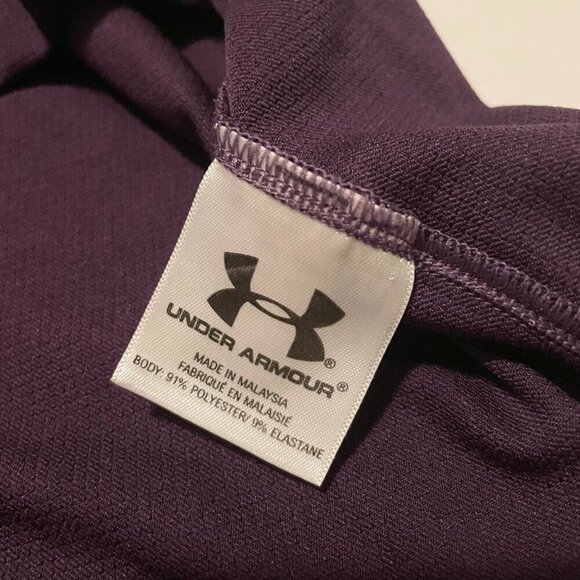 UNDER ARMOUR®
MADE IN MALAYSIA
FABRIQUÉ EN MALAISIE
BODY: 91% POLYESTER/ 9% ELASTANE